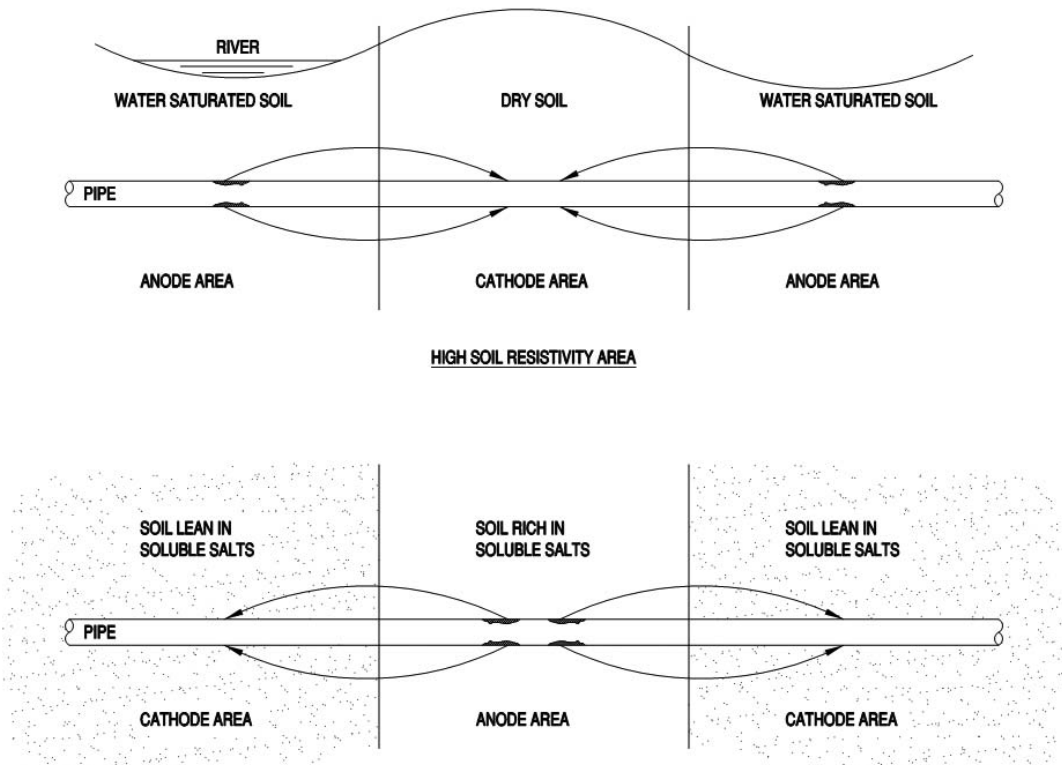 RIVER
WATER SATURATED SOIL
DRY SOIL
WATER SATURATED SOIL
PIPE
ANODE AREA
CATHODE AREA
ANODE AREA
HIGH SOIL RESISTIVITY AREA
SOIL LEAN IN
SOLUBLE SALTS
SOIL RICH IN
SOLUBLE SALTS
SOIL LEAN IN
SOLUBLE SALTS
PIPE
CATHODE AREA
ANODE AREA
CATHODE AREA